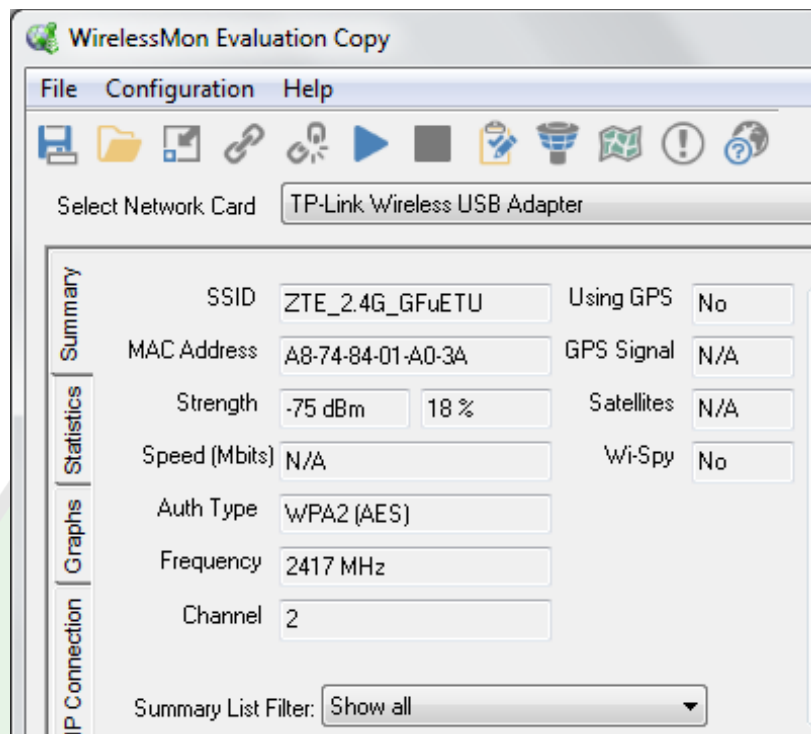 WirelessMon Evaluation Copy
File Configuration Help
Select Network Card TP-Link Wireless USB Adapter
Summary
Statistics
Graphs
IP Connection
SSID ZTE_2.4G_GFuETU Using GPS No
MAC Address A8-74-84-01-A0-3A GPS Signal N/A
Strength -75 dBm 18 % Satellites N/A
Speed (Mbits) N/A Wi-Spy No
Auth Type WPA2 (AES)
Frequency 2417 MHz
Channel 2
Summary List Filter: Show all